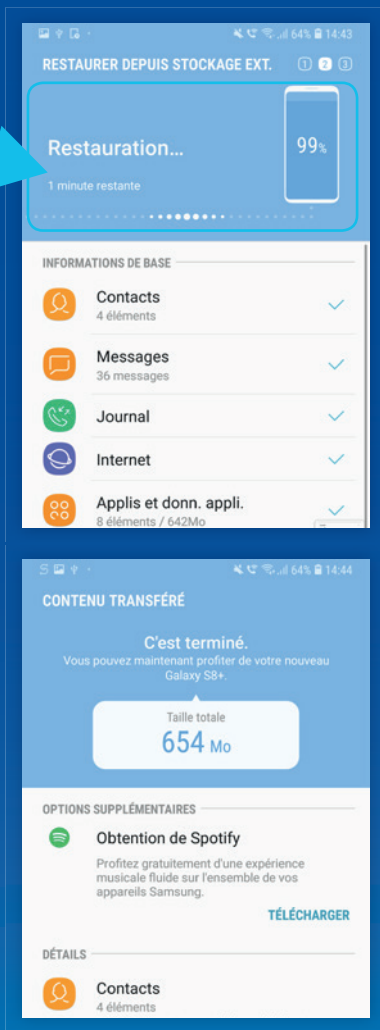 64% 14:43
RESTAURER DEPUIS STOCKAGE EXT. 1 2 3
Restauration...
99%
1 minute restante
INFORMATIONS DE BASE
Contacts
4 éléments
Messages
36 messages
Journal
Internet
Applis et donn. appli.
8 éléments / 642Mo
64% 14:44
CONTENU TRANSFÉRÉ
C'est terminé.
Vous pouvez maintenant profiter de votre nouveau
Galaxy S8+.
Taille totale
654 Mo
OPTIONS SUPPLÉMENTAIRES
Obtention de Spotify
Profitez gratuitement d'une expérience
musicale fluide sur l'ensemble de vos
appareils Samsung.
TÉLÉCHARGER
DÉTAILS
Contacts
4 éléments